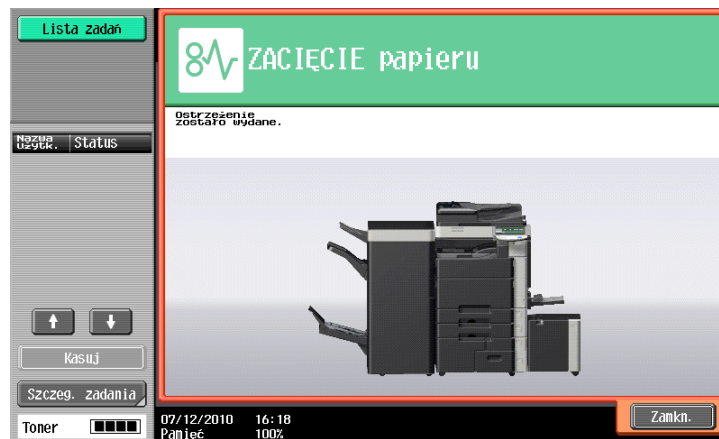 Lista zadań
ZACIĘCIE papieru
Ostrzeżenie
zostało wydane.
Nazwa
użytk.
Status
Kasuj
Szczeg. zadania
Toner
07/12/2010 16:18
Pamięć 100%
Zamkn.